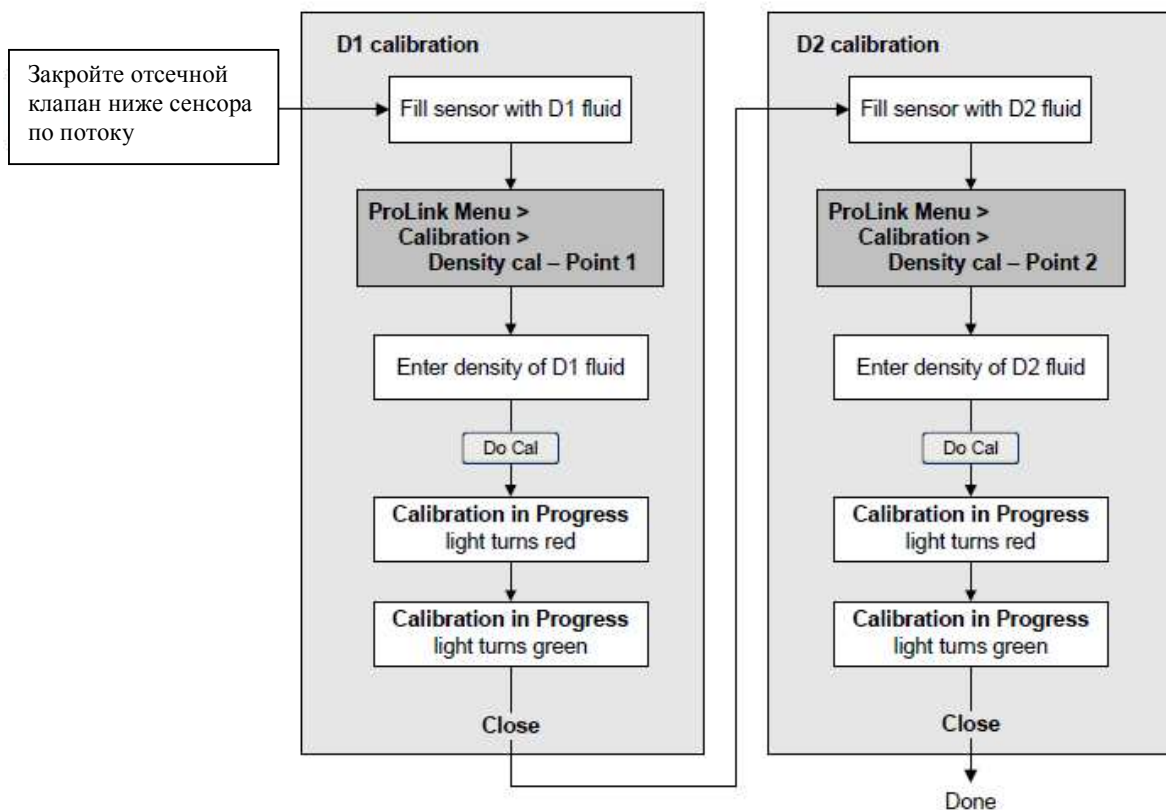 Закройте отсечной
клапан ниже сенсора
по потоку
D1 calibration
Fill sensor with D1 fluid
ProLink Menu >
Calibration >
Density cal – Point 1
Enter density of D1 fluid
Do Cal
Calibration in Progress
light turns red
Calibration in Progress
light turns green
Close
D2 calibration
Fill sensor with D2 fluid
ProLink Menu >
Calibration >
Density cal – Point 2
Enter density of D2 fluid
Do Cal
Calibration in Progress
light turns red
Calibration in Progress
light turns green
Close
Done